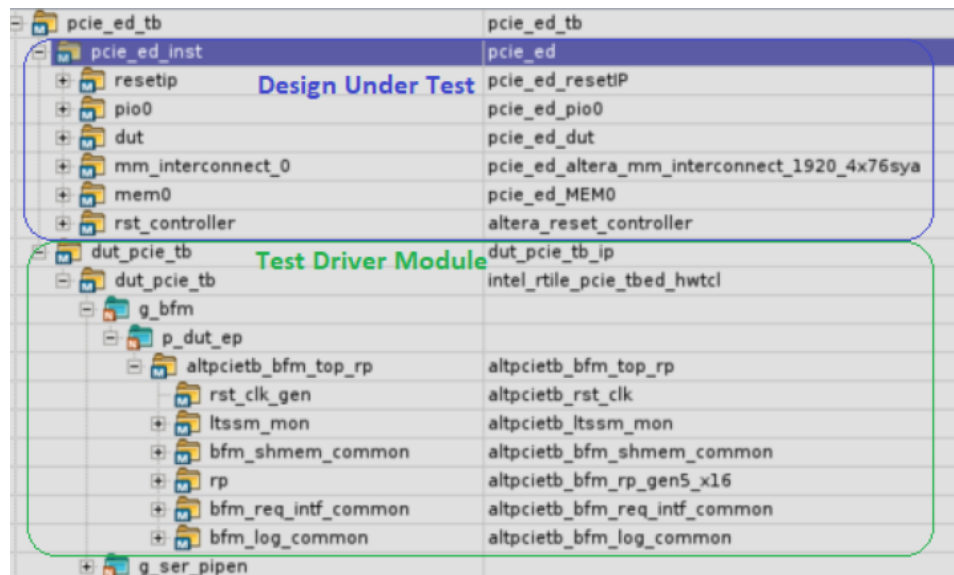 pcie_ed_tb pcie_ed_tb
pcie_ed_inst pcie_ed
resetip Design Under Test pcie_ed_resetIP
pio0 pcie_ed_pio0
dut pcie_ed_dut
mm_interconnect_0 pcie_ed_altera_mm_interconnect_1920_4x76sya
mem0 pcie_ed_MEM0
rst_controller altera_reset_controller
dut_pcie_tb Test Driver Module dut_pcie_tb_ip
dut_pcie_tb intel_rtile_pcie_tbed_hwtcl
g_bfm
p_dut_ep
altpcietb_bfm_top_rp altpcietb_bfm_top_rp
rst_clk_gen altpcietb_rst_clk
ltssm_mon altpcietb_ltssm_mon
bfm_shmem_common altpcietb_bfm_shmem_common
rp altpcietb_bfm_rp_gen5_x16
bfm_req_intf_common altpcietb_bfm_req_intf_common
bfm_log_common altpcietb_bfm_log_common
g_ser_pipen